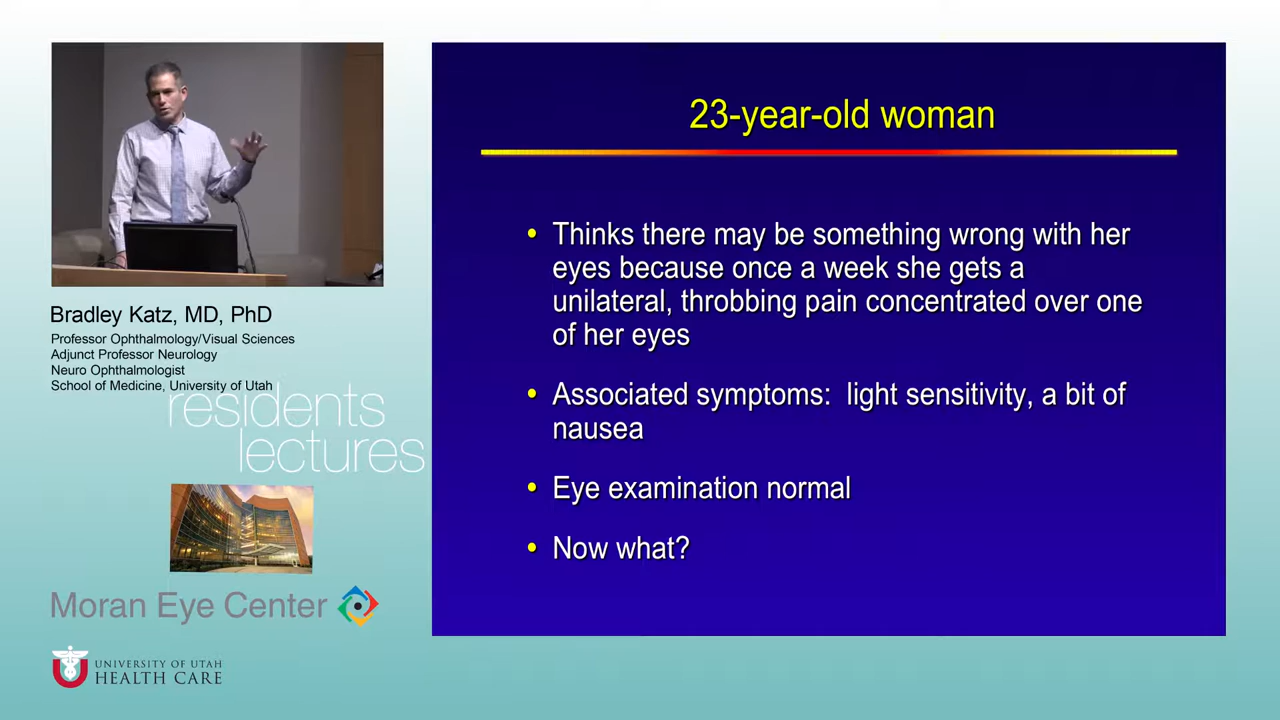 23-year-old woman
• Thinks there may be something wrong with her
eyes because once a week she gets a
unilateral, throbbing pain concentrated over one
of her eyes
• Associated symptoms:  light sensitivity, a bit of
nausea
• Eye examination normal
• Now what?
Bradley Katz, MD, PhD
Professor Ophthalmology/Visual Sciences
Adjunct Professor Neurology
Neuro Ophthalmologist
School of Medicine, University of Utah
residents
lectures
Moran Eye Center
UNIVERSITY OF UTAH
HEALTH CARE